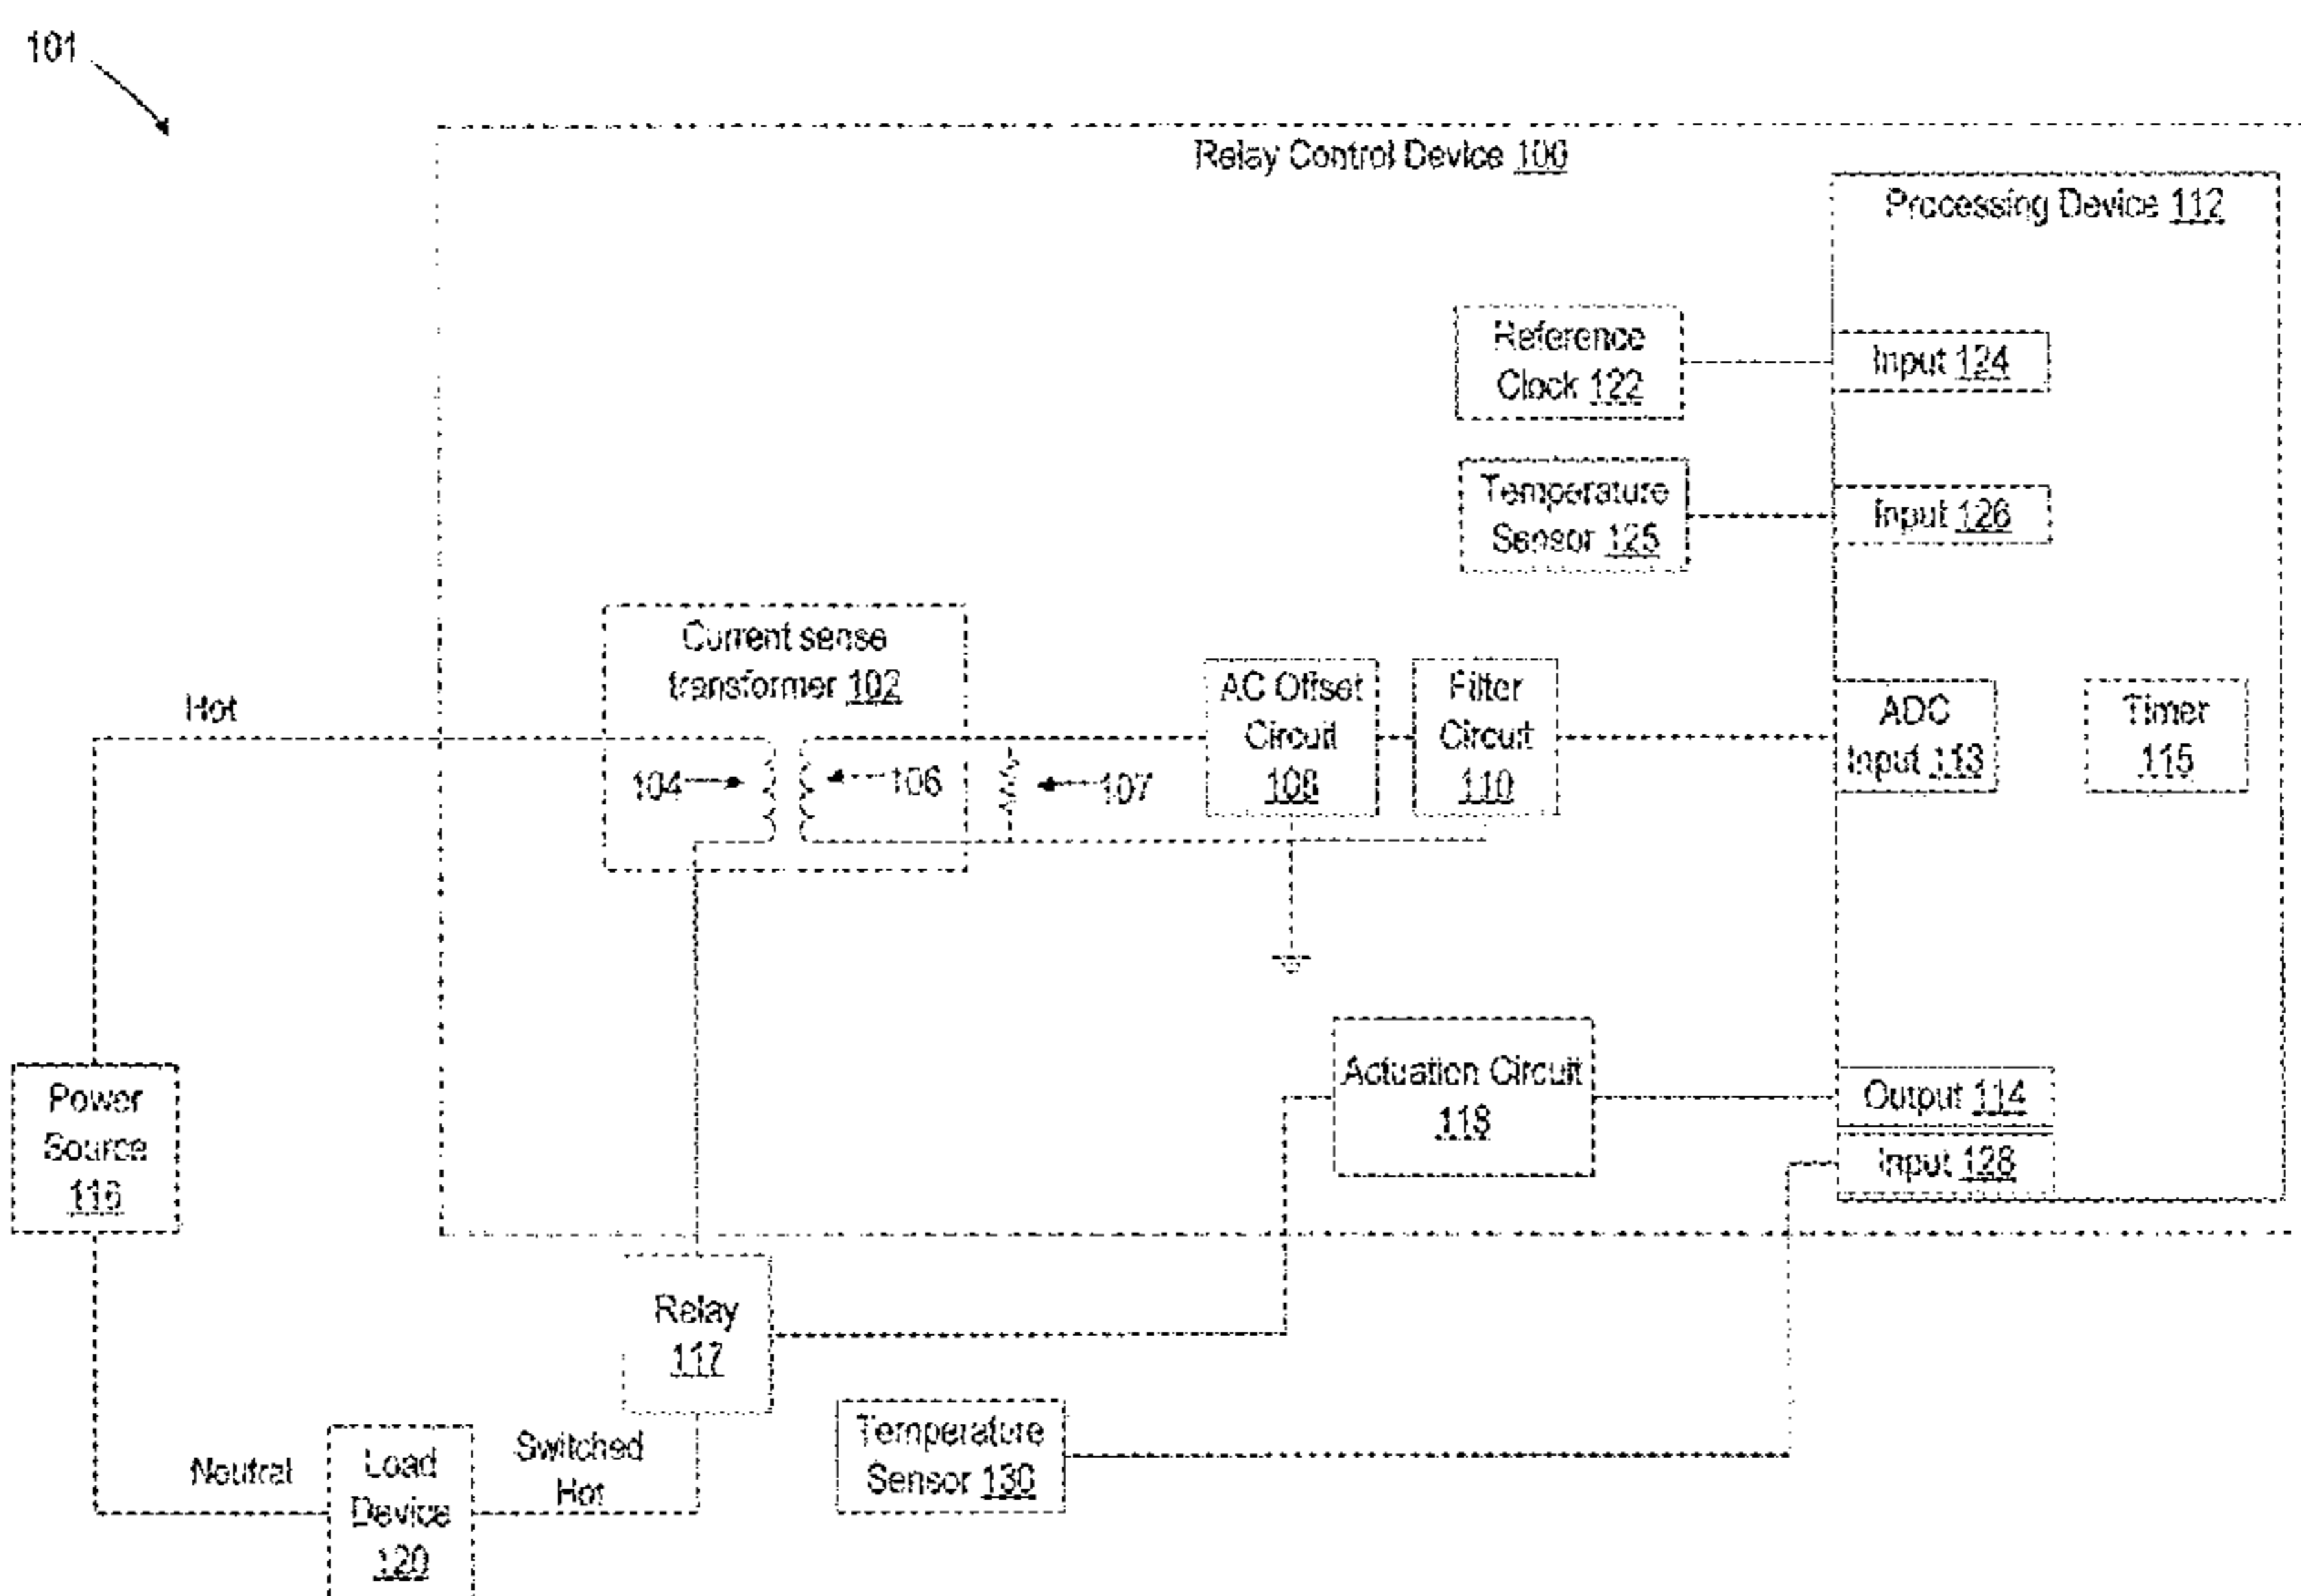 101
Relay Control Device 100
Processing Device 112
Reference
Clock 122
Input 124
Temperature
Sensor 125
Input 126
Current sense
transformer 102
Hot
104
106
107
AC Offset
Circuit
108
Filter
Circuit
110
ADC
Input 113
Timer
115
Power
Source
116
Actuation Circuit
118
Output 114
Input 128
Relay
117
Neutral
Load
Device
120
Switched
Hot
Temperature
Sensor 130